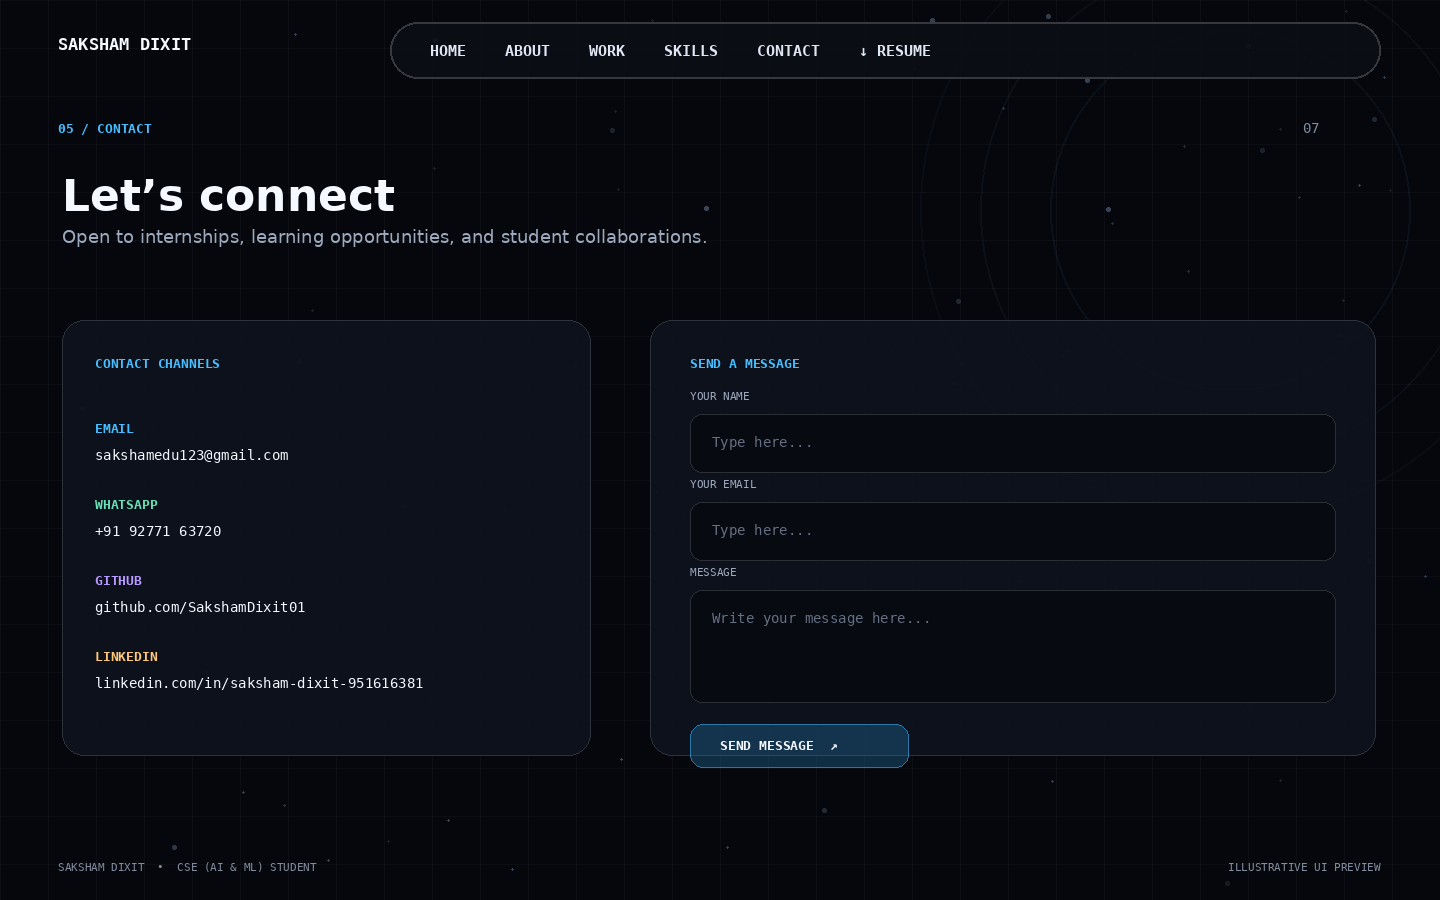 SAKSHAM DIXIT
HOME ABOUT WORK SKILLS CONTACT ↓ RESUME
05 / CONTACT
07
Let’s connect
Open to internships, learning opportunities, and student collaborations.
CONTACT CHANNELS
EMAIL
sakshamedu123@gmail.com
WHATSAPP
+91 92771 63720
GITHUB
github.com/SakshamDixit01
LINKEDIN
linkedin.com/in/saksham-dixit-951616381
SEND A MESSAGE
YOUR NAME
Type here...
YOUR EMAIL
Type here...
MESSAGE
Write your message here...
SEND MESSAGE ↗
SAKSHAM DIXIT • CSE (AI & ML) STUDENT
ILLUSTRATIVE UI PREVIEW